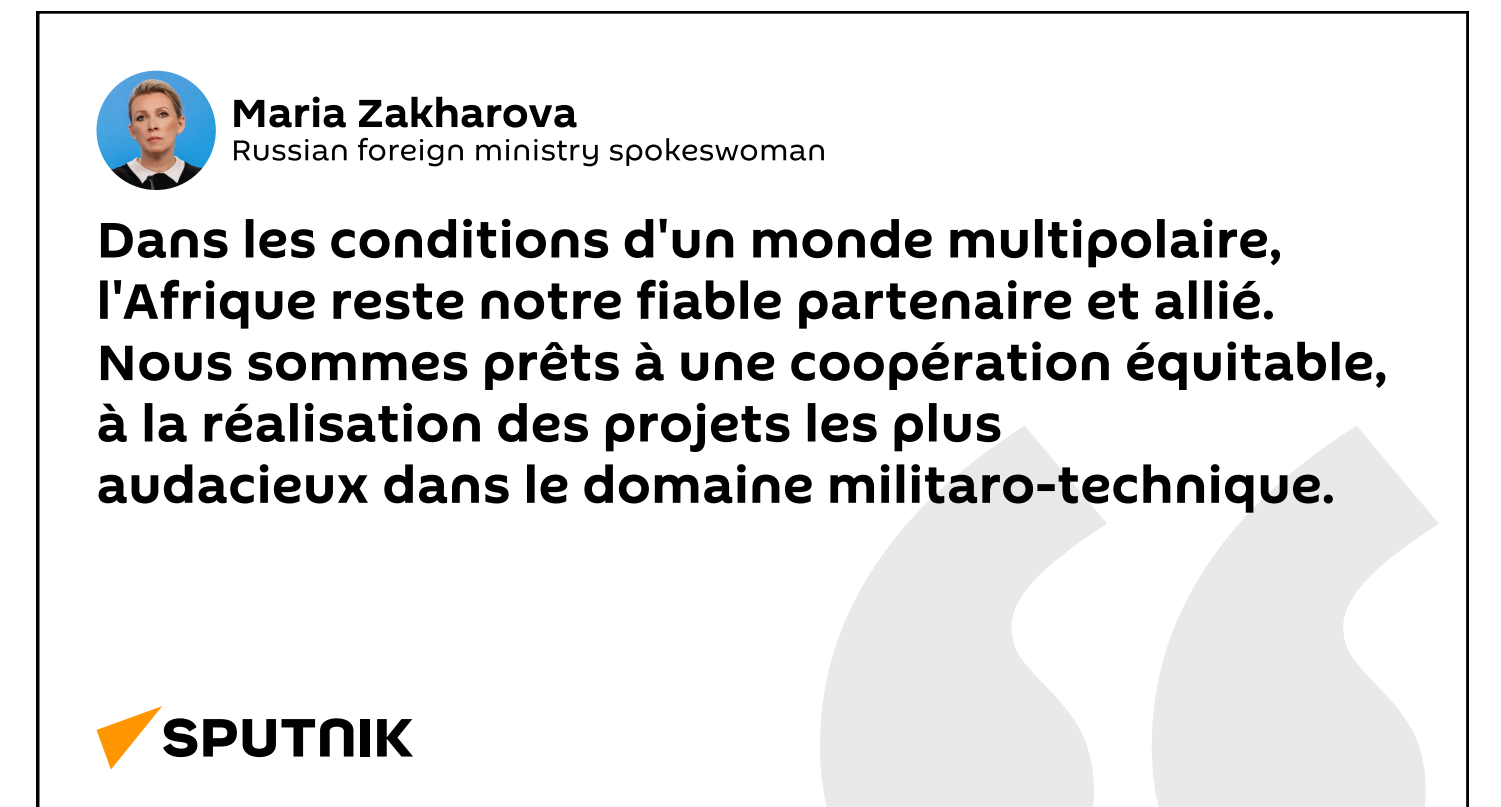 Maria Zakharova
Russian foreign ministry spokeswoman
Dans les conditions d'un monde multipolaire,
l'Afrique reste notre fiable partenaire et allié.
Nous sommes prêts à une coopération équitable,
à la réalisation des projets les plus
audacieux dans le domaine militaro-technique.
SPUTNIK